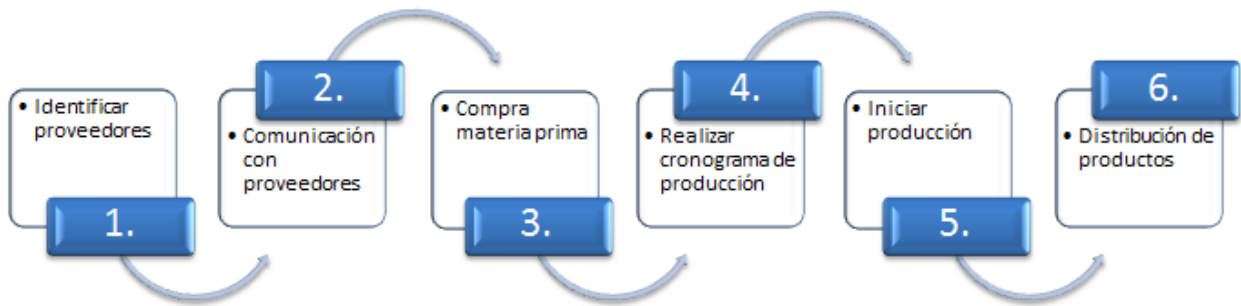 1.
• Identificar
proveedores
2.
• Comunicación
con
proveedores
3.
• Compra
materia prima
4.
• Realizar
cronograma de
producción
5.
• Iniciar
producción
6.
• Distribución de
productos